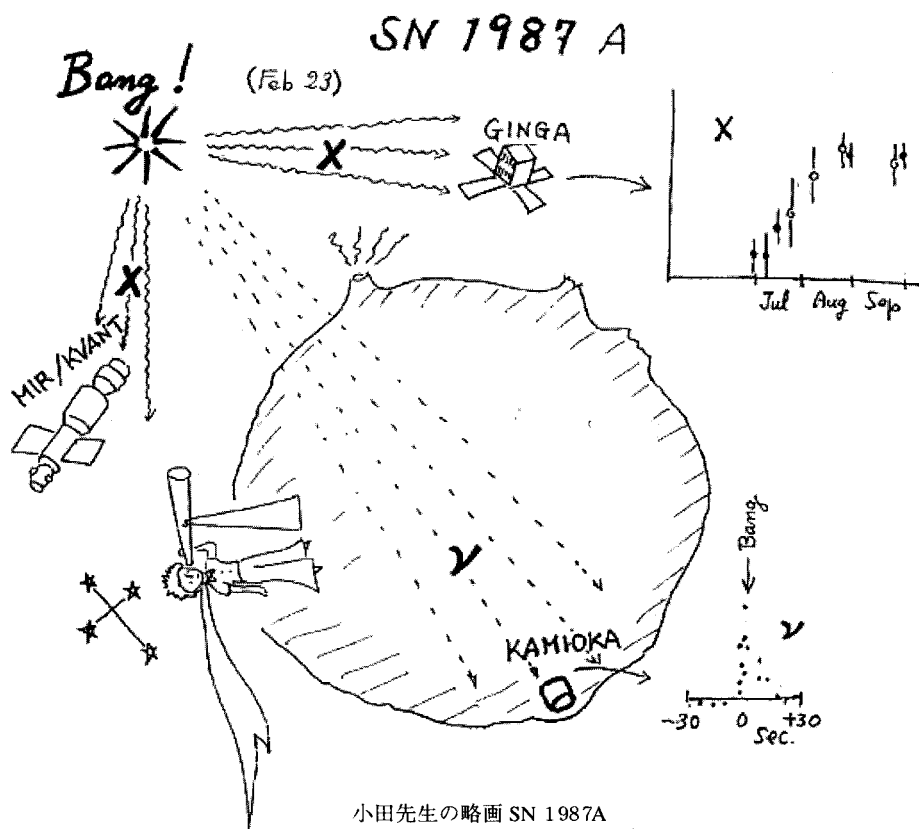 SN 1987 A
Bang!
(Feb 23)
X
GINGA
X
Jul Aug Sep
X
MIR/KVANT
Bang
ν
ν
KAMIOKA
-30 0 +30
Sec.
小田先生の略画 SN 1987A